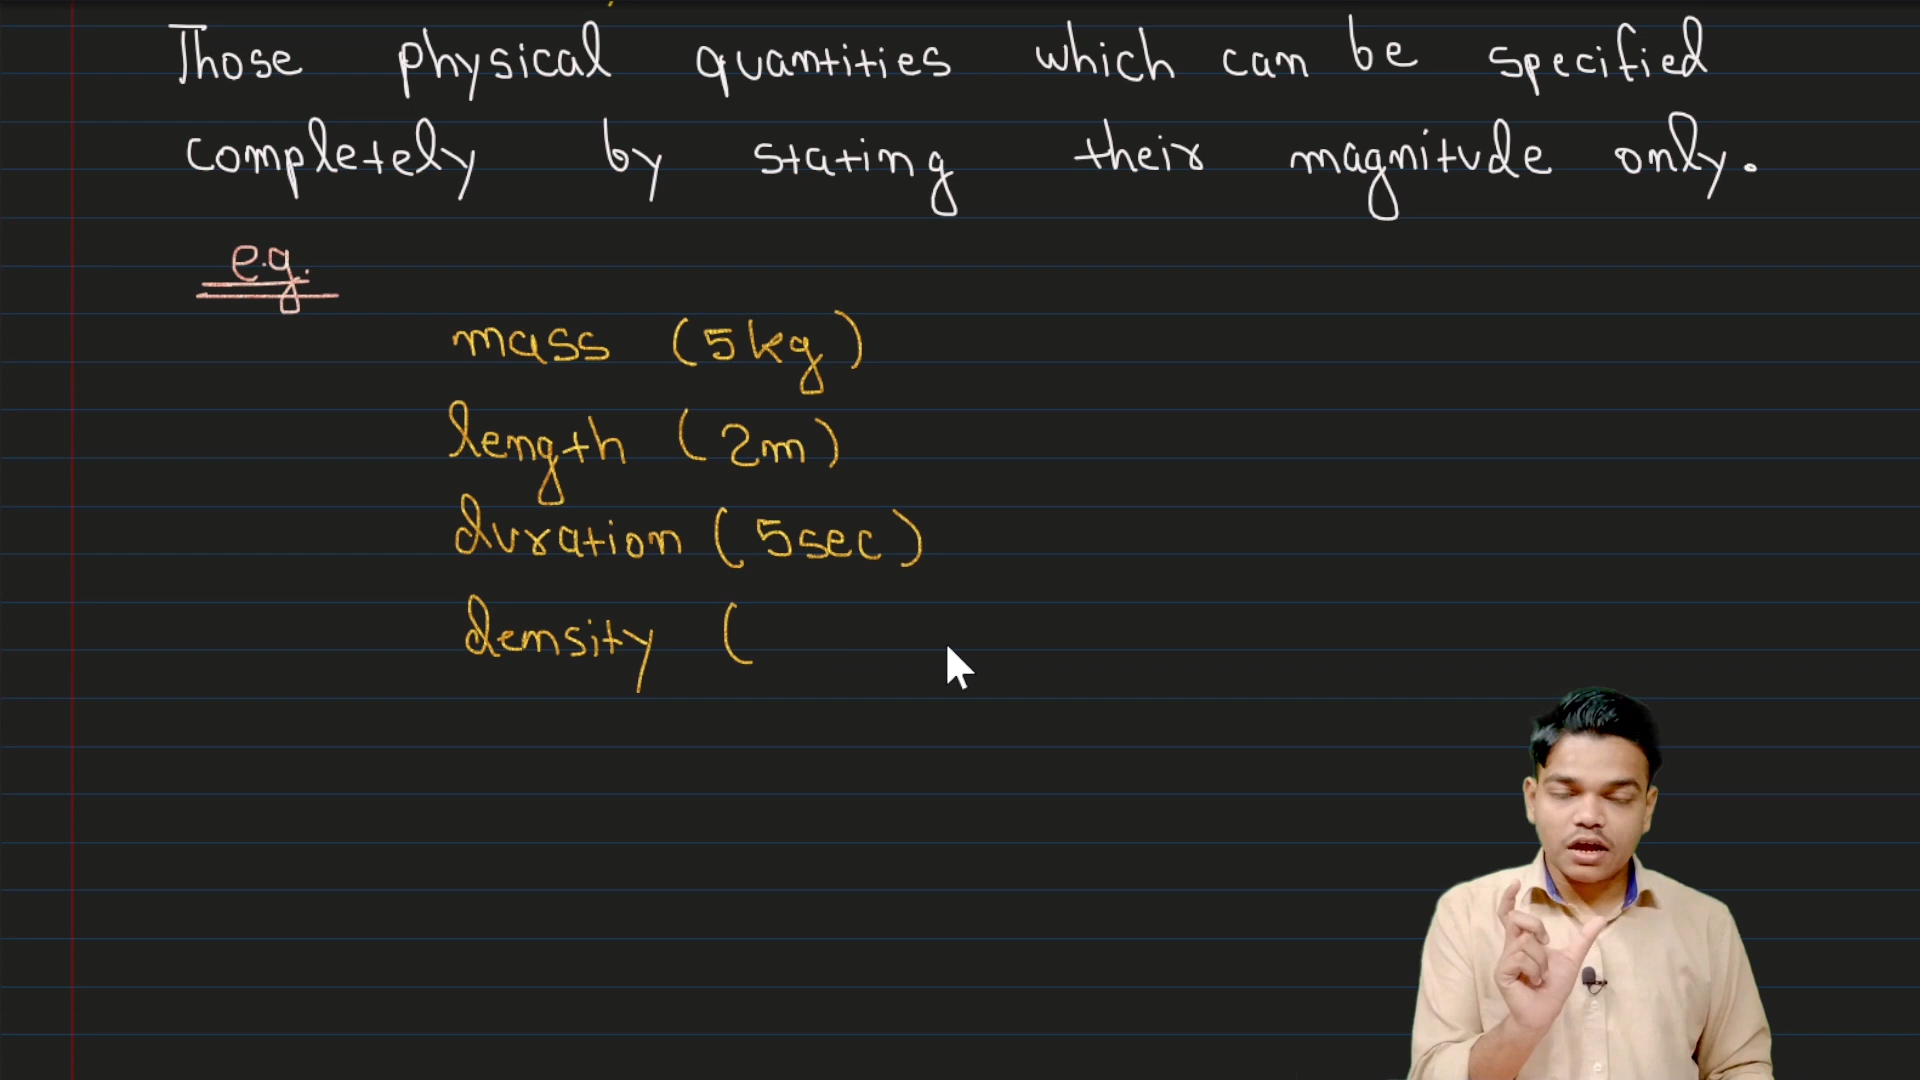 Those physical quantities which can be specified
completely by stating their magnitude only.
e.g.
mass (5kg)
length (2m)
duration (5sec)
density (